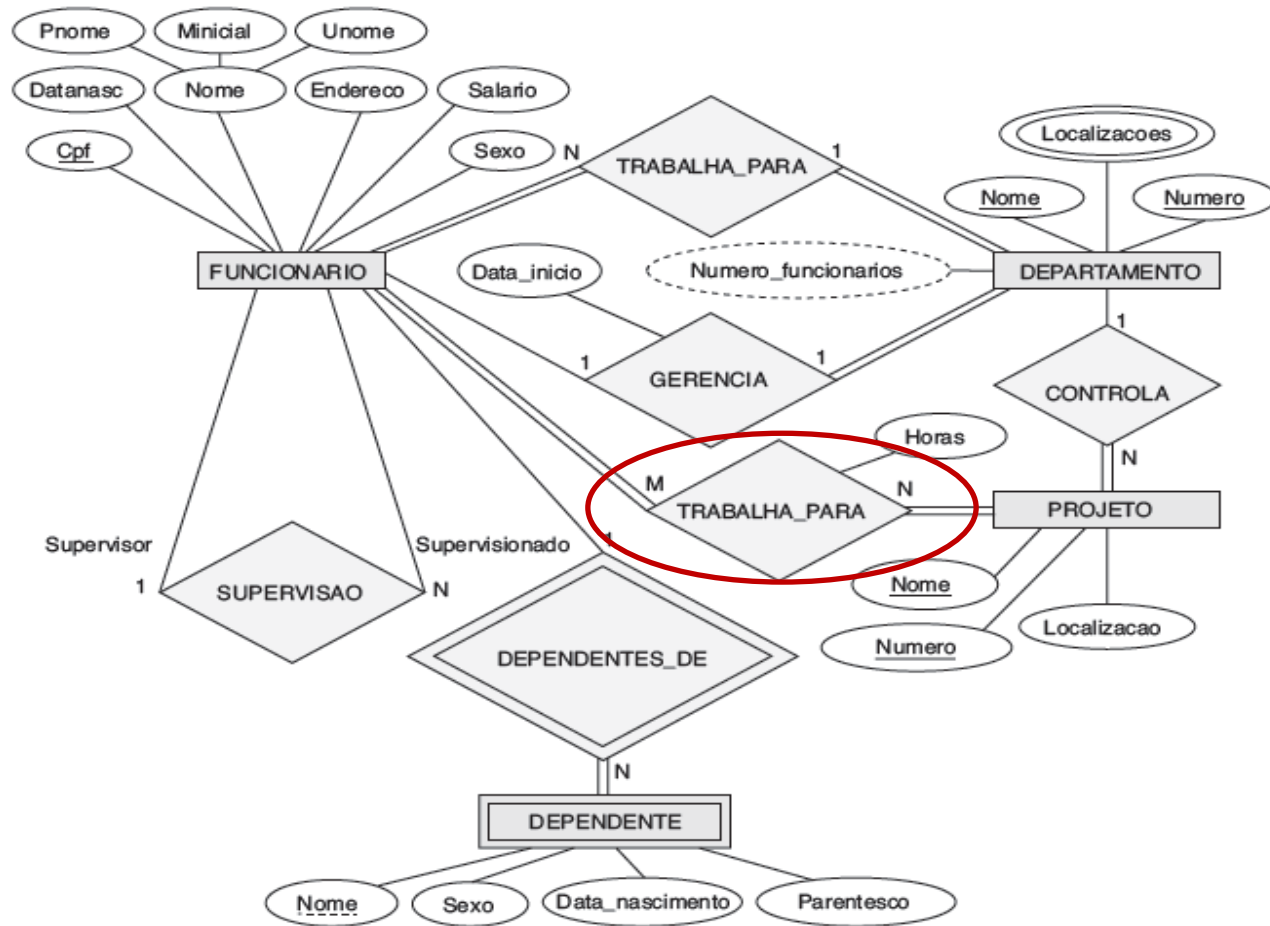 Pnome Minicial Unome
Datanasc Nome Endereco Salario
Cpf Sexo
N TRABALHA_PARA 1
Localizacoes
Nome Numero
FUNCIONARIO Data_inicio Numero_funcionarios DEPARTAMENTO
1 GERENCIA 1
1
CONTROLA
N
Horas
M TRABALHA_PARA N
PROJETO
Supervisor Supervisionado 1
1 SUPERVISAO N
Nome
Numero Localizacao
DEPENDENTES_DE
N
DEPENDENTE
Nome Sexo Data_nascimento Parentesco